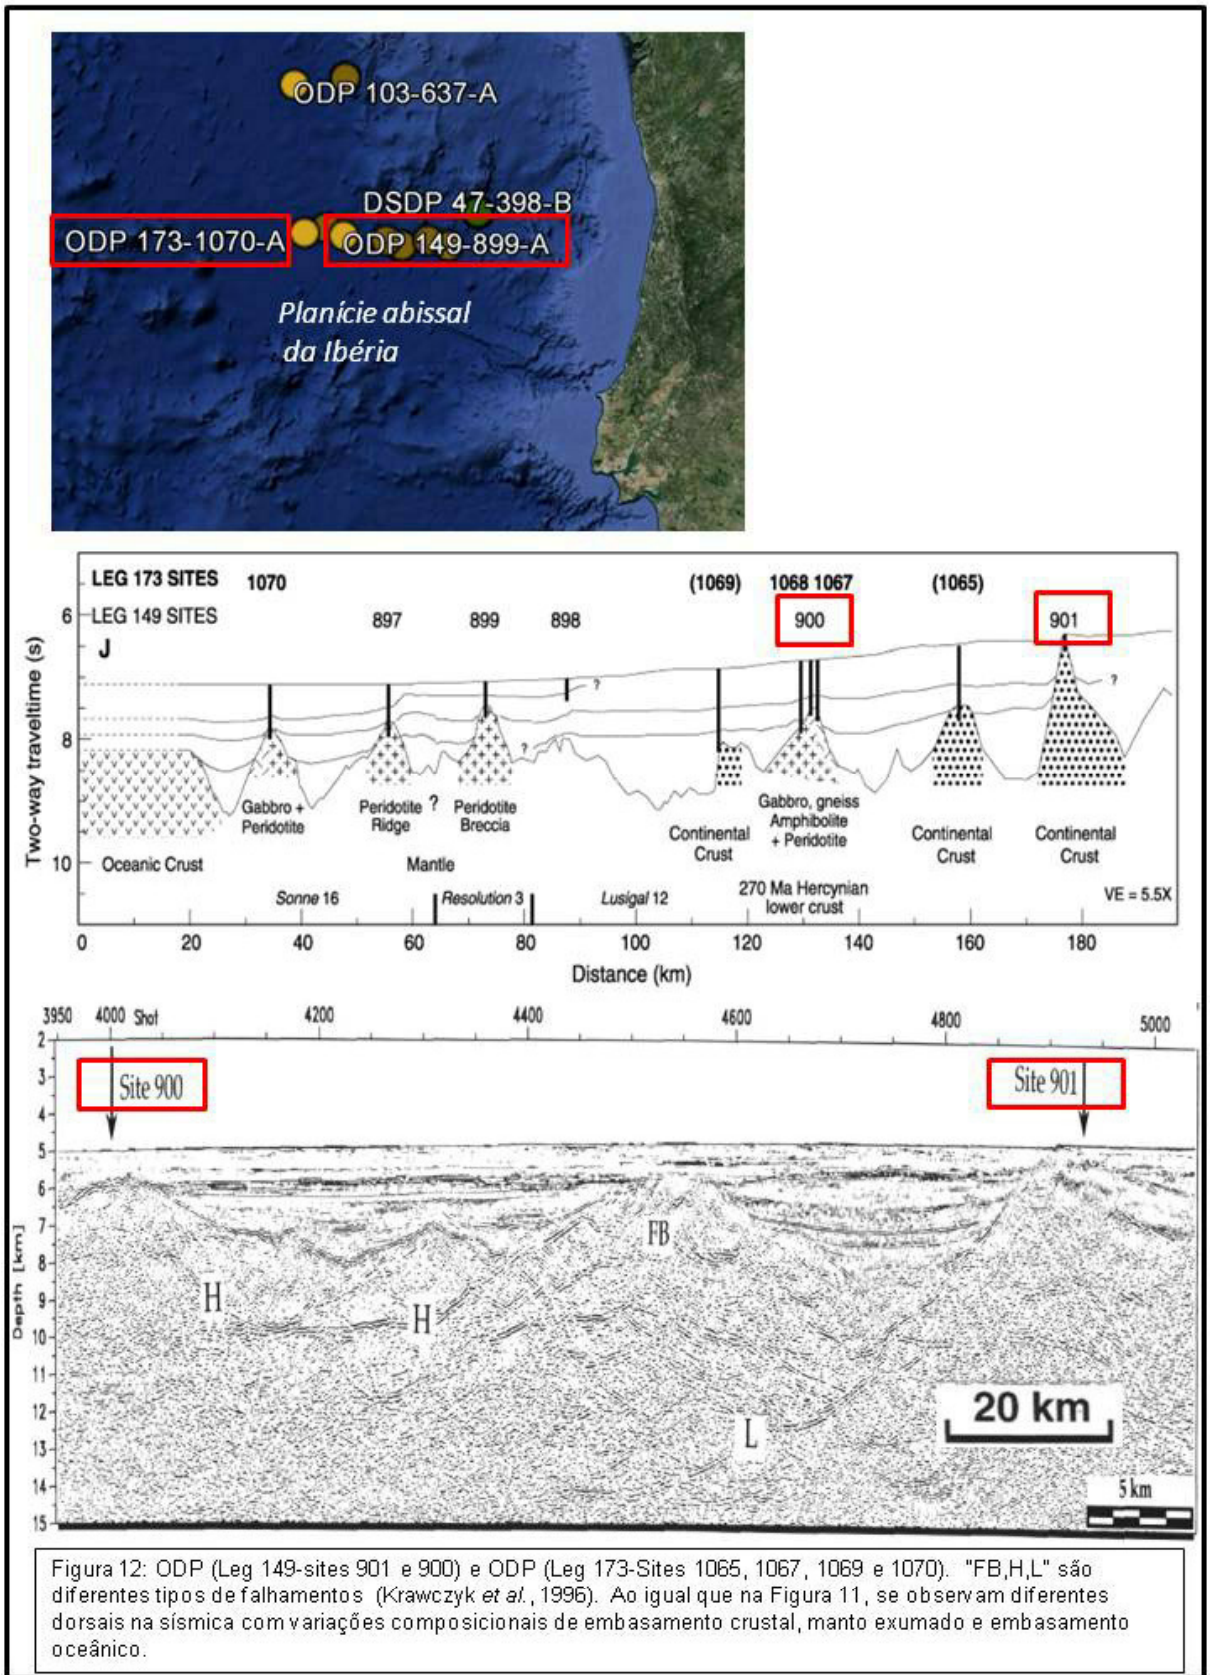 ODP 103-637-A
DSDP 47-398-B
ODP 173-1070-A
ODP 149-899-A
Planície abissal
da Ibéria
LEG 173 SITES 1070 (1069) 1068 1067 (1065)
LEG 149 SITES 897 899 898 900 901
J
6
8
10
Two-way traveltime (s)
?
?
?
?
Oceanic Crust
Gabbro +
Peridotite
Peridotite
Ridge
Peridotite
Breccia
Mantle
Continental
Crust
Gabbro, gneiss
Amphibolite
+ Peridotite
Continental
Crust
Continental
Crust
Sonne 16
Resolution 3
Lusigal 12
270 Ma Hercynian
lower crust
VE = 5.5X
0 20 40 60 80 100 120 140 160 180
Distance (km)
3950 4000 Shot 4200 4400 4600 4800 5000
2
3
4
5
6
7
8
9
10
11
12
13
14
15
Depth [km]
Site 900
Site 901
FB
H
H
L
20 km
5 km
Figura 12: ODP (Leg 149-sites 901 e 900) e ODP (Leg 173-Sites 1065, 1067, 1069 e 1070). "FB,H,L" são
diferentes tipos de falhamentos (Krawczyk et al., 1996). Ao igual que na Figura 11, se observam diferentes
dorsais na sísmica com variações composicionais de embasamento crustal, manto exumado e embasamento
oceânico.